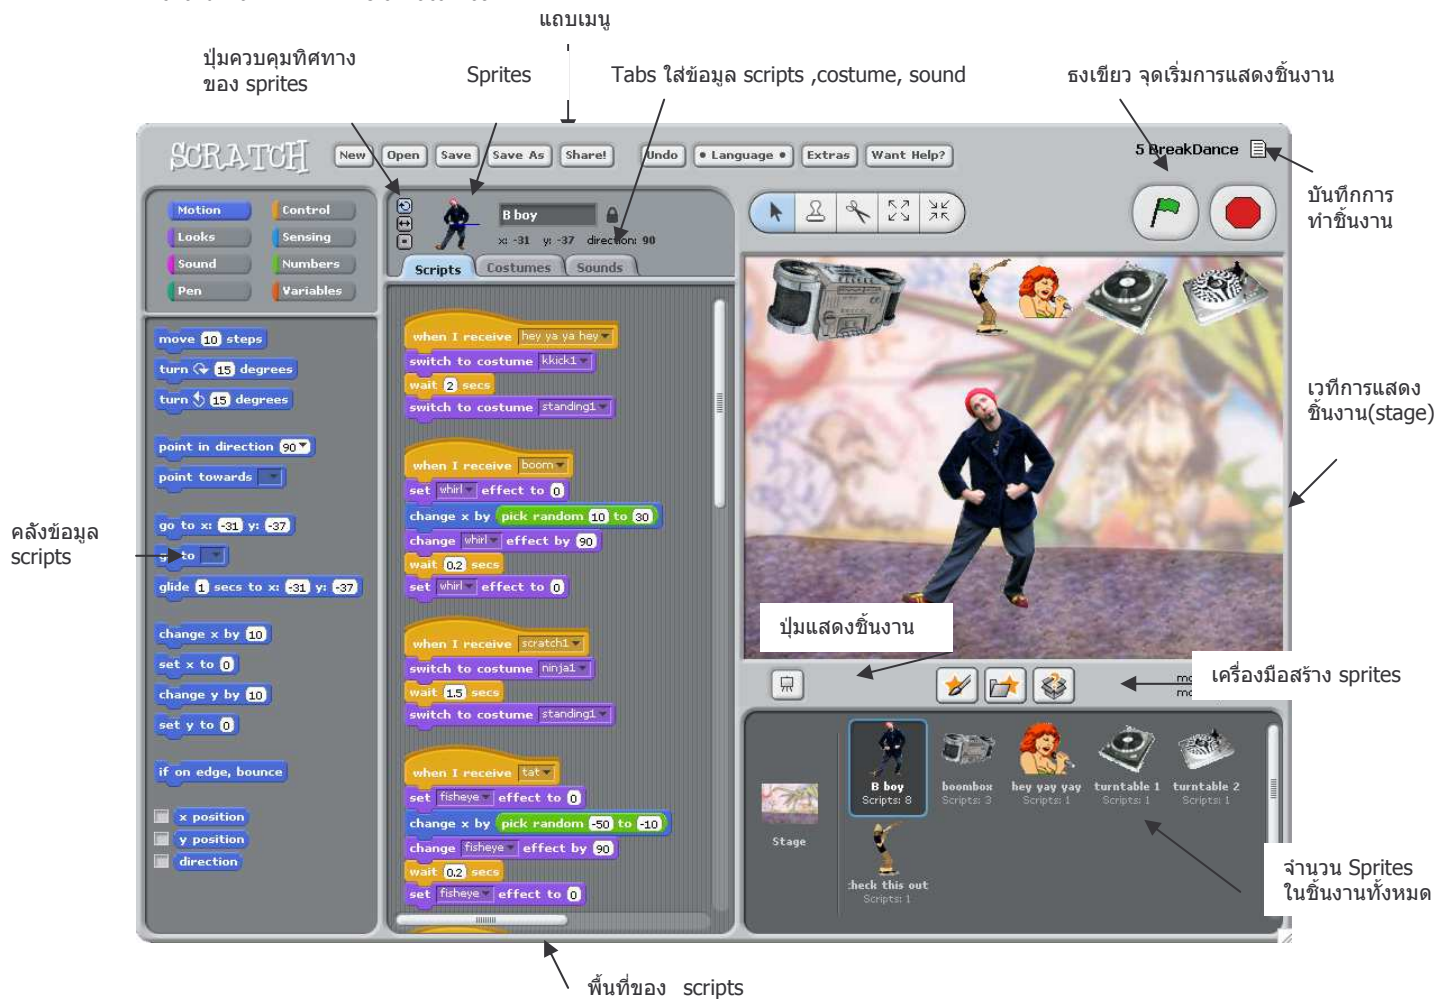 แถบเมนู
ปุ่มควบคุมทิศทาง
ของ sprites
Sprites
Tabs ใส่ข้อมูล scripts ,costume, sound
ธงเขียว จุดเริ่มการแสดงชิ้นงาน
SCRATCH
New
Open
Save
Save As
Share!
Undo
• Language •
Extras
Want Help?
5 BreakDance
บันทึกการ
ทำชิ้นงาน
Motion
Control
Looks
Sensing
Sound
Numbers
Pen
Variables
B boy
x: -31 y: -37 direction: 90
Scripts
Costumes
Sounds
move 10 steps
turn 15 degrees
turn 15 degrees
point in direction 90
point towards
go to x: -31 y: -37
glide 1 secs to x: -31 y: -37
change x by 10
set x to 0
change y by 10
set y to 0
if on edge, bounce
x position
y position
direction
คลังข้อมูล
scripts
when I receive hey ya ya hey
switch to costume kkick1
wait 2 secs
switch to costume standing1
when I receive boom
set whirl effect to 0
change x by pick random 10 to 30
change whirl effect by 90
wait 0.2 secs
set whirl effect to 0
when I receive scratch1
switch to costume ninja1
wait 1.5 secs
switch to costume standing1
when I receive tat
set fisheye effect to 0
change x by pick random -50 to -10
change fisheye effect by 90
wait 0.2 secs
set fisheye effect to 0
เวทีการแสดง
ชิ้นงาน(stage)
ปุ่มแสดงชิ้นงาน
เครื่องมือสร้าง sprites
Stage
B boy
Scripts: 8
boombox
Scripts: 3
hey yay yay
Scripts: 1
turntable 1
Scripts: 1
turntable 2
Scripts: 1
check this out
Scripts: 1
จำนวน Sprites
ในชิ้นงานทั้งหมด
พื้นที่ของ scripts